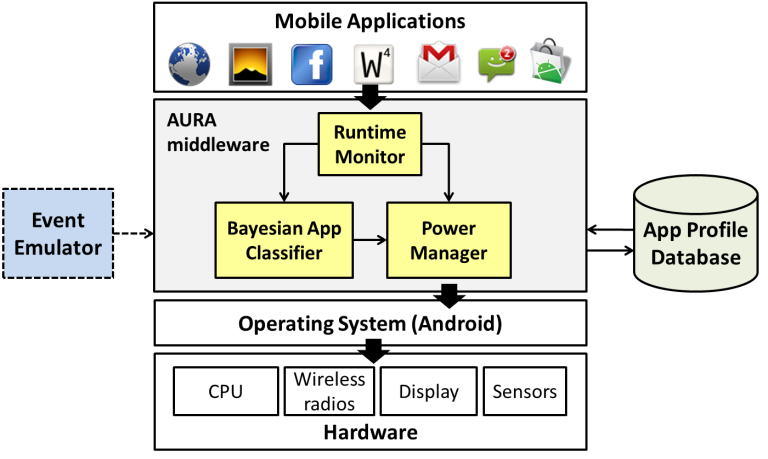 Mobile Applications
f
W4
M
2
AURA
middleware
Runtime
Monitor
Event
Emulator
Bayesian App
Classifier
Power
Manager
App Profile
Database
Operating System (Android)
CPU
Wireless
radios
Display
Sensors
Hardware